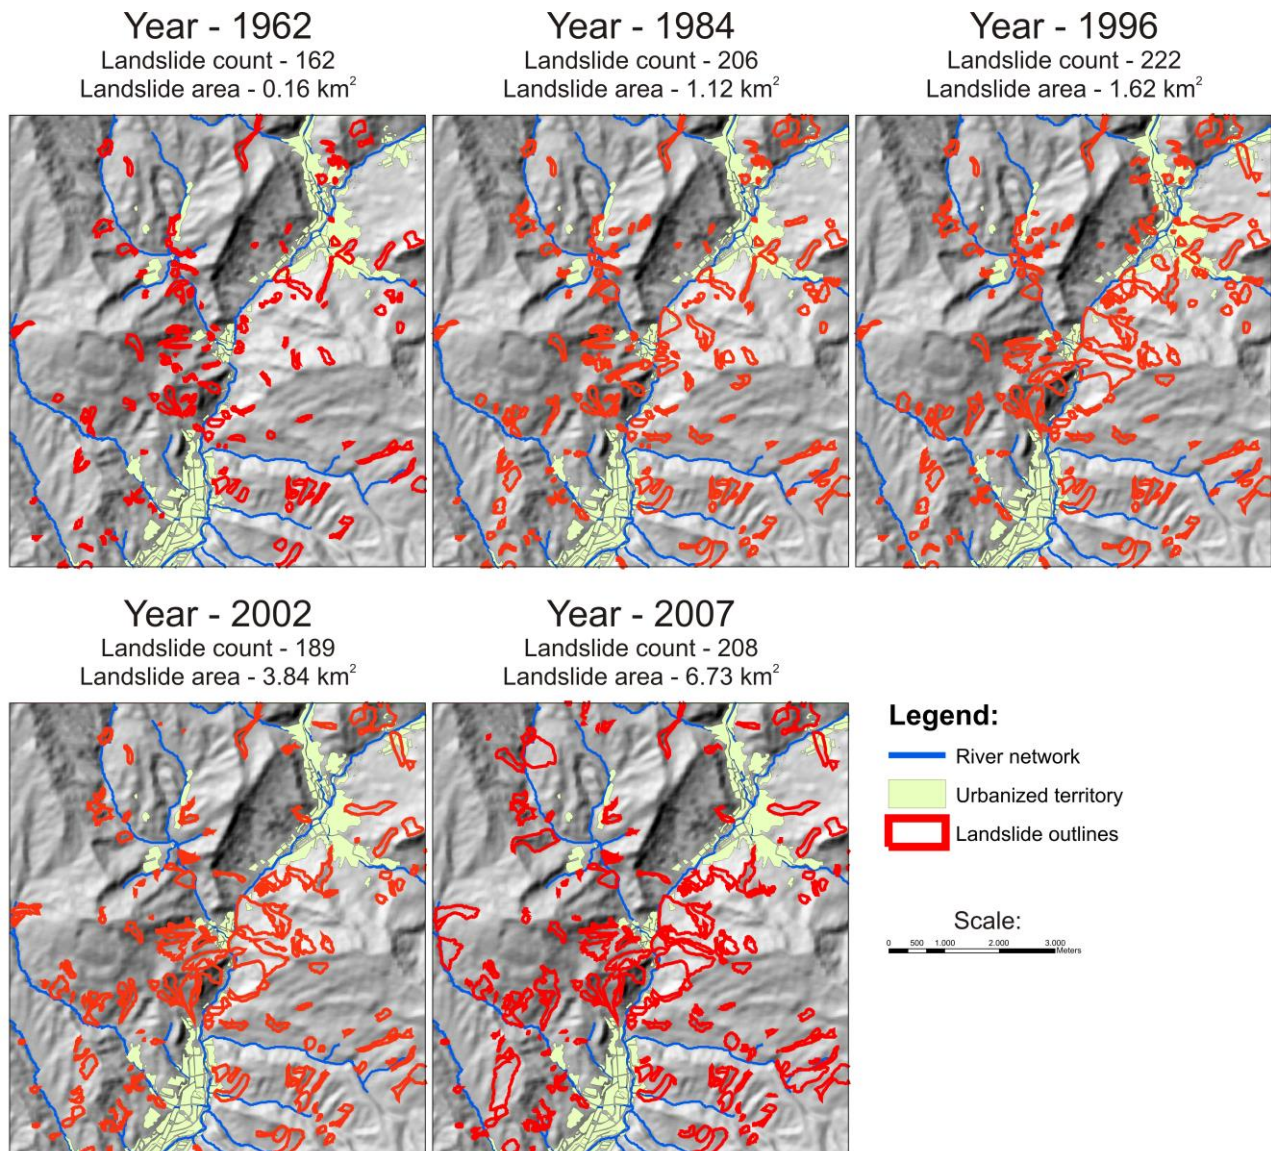 Year - 1962
Landslide count - 162
Landslide area - 0.16 km²
Year - 1984
Landslide count - 206
Landslide area - 1.12 km²
Year - 1996
Landslide count - 222
Landslide area - 1.62 km²
Year - 2002
Landslide count - 189
Landslide area - 3.84 km²
Year - 2007
Landslide count - 208
Landslide area - 6.73 km²
Legend:
River network
Urbanized territory
Landslide outlines
Scale:
0 500 1.000 2.000 3.000
Meters